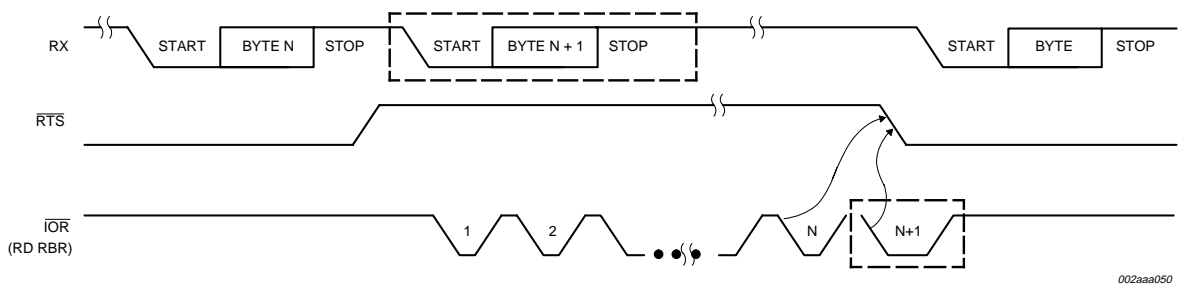 RX START BYTE N STOP START BYTE N + 1 STOP START BYTE STOP
RTS
IOR 1 2 N N+1
(RD RBR)
002aaa050